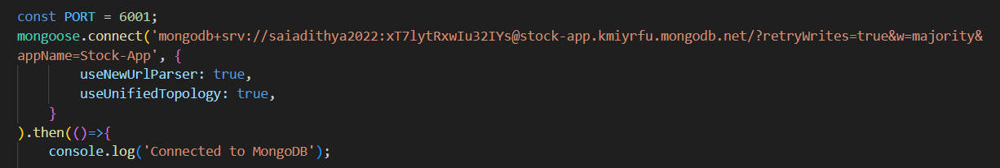 const PORT = 6001;
mongoose.connect('mongodb+srv://saiadithya2022:xT7lytRxwIu32IYs@stock-app.kmiyrfu.mongodb.net/?retryWrites=true&w=majority&
appName=Stock-App', {
useNewUrlParser: true,
useUnifiedTopology: true,
}
).then(()=>{
console.log('Connected to MongoDB');